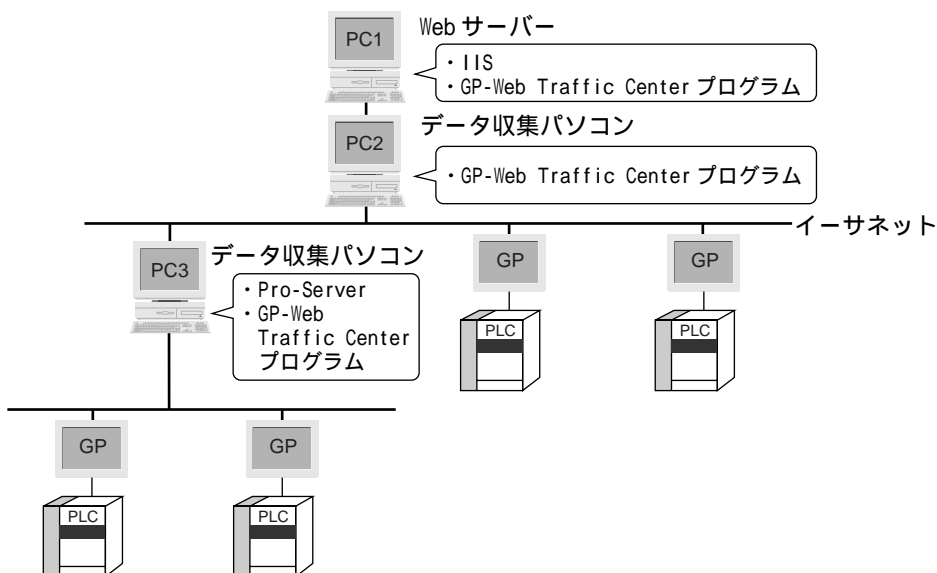 PC1
Web サーバー
・IIS
・GP-Web Traffic Center プログラム
PC2
データ収集パソコン
・GP-Web Traffic Center プログラム
イーサネット
PC3
データ収集パソコン
・Pro-Server
・GP-Web
Traffic Center
プログラム
GP
GP
PLC
PLC
GP
GP
PLC
PLC